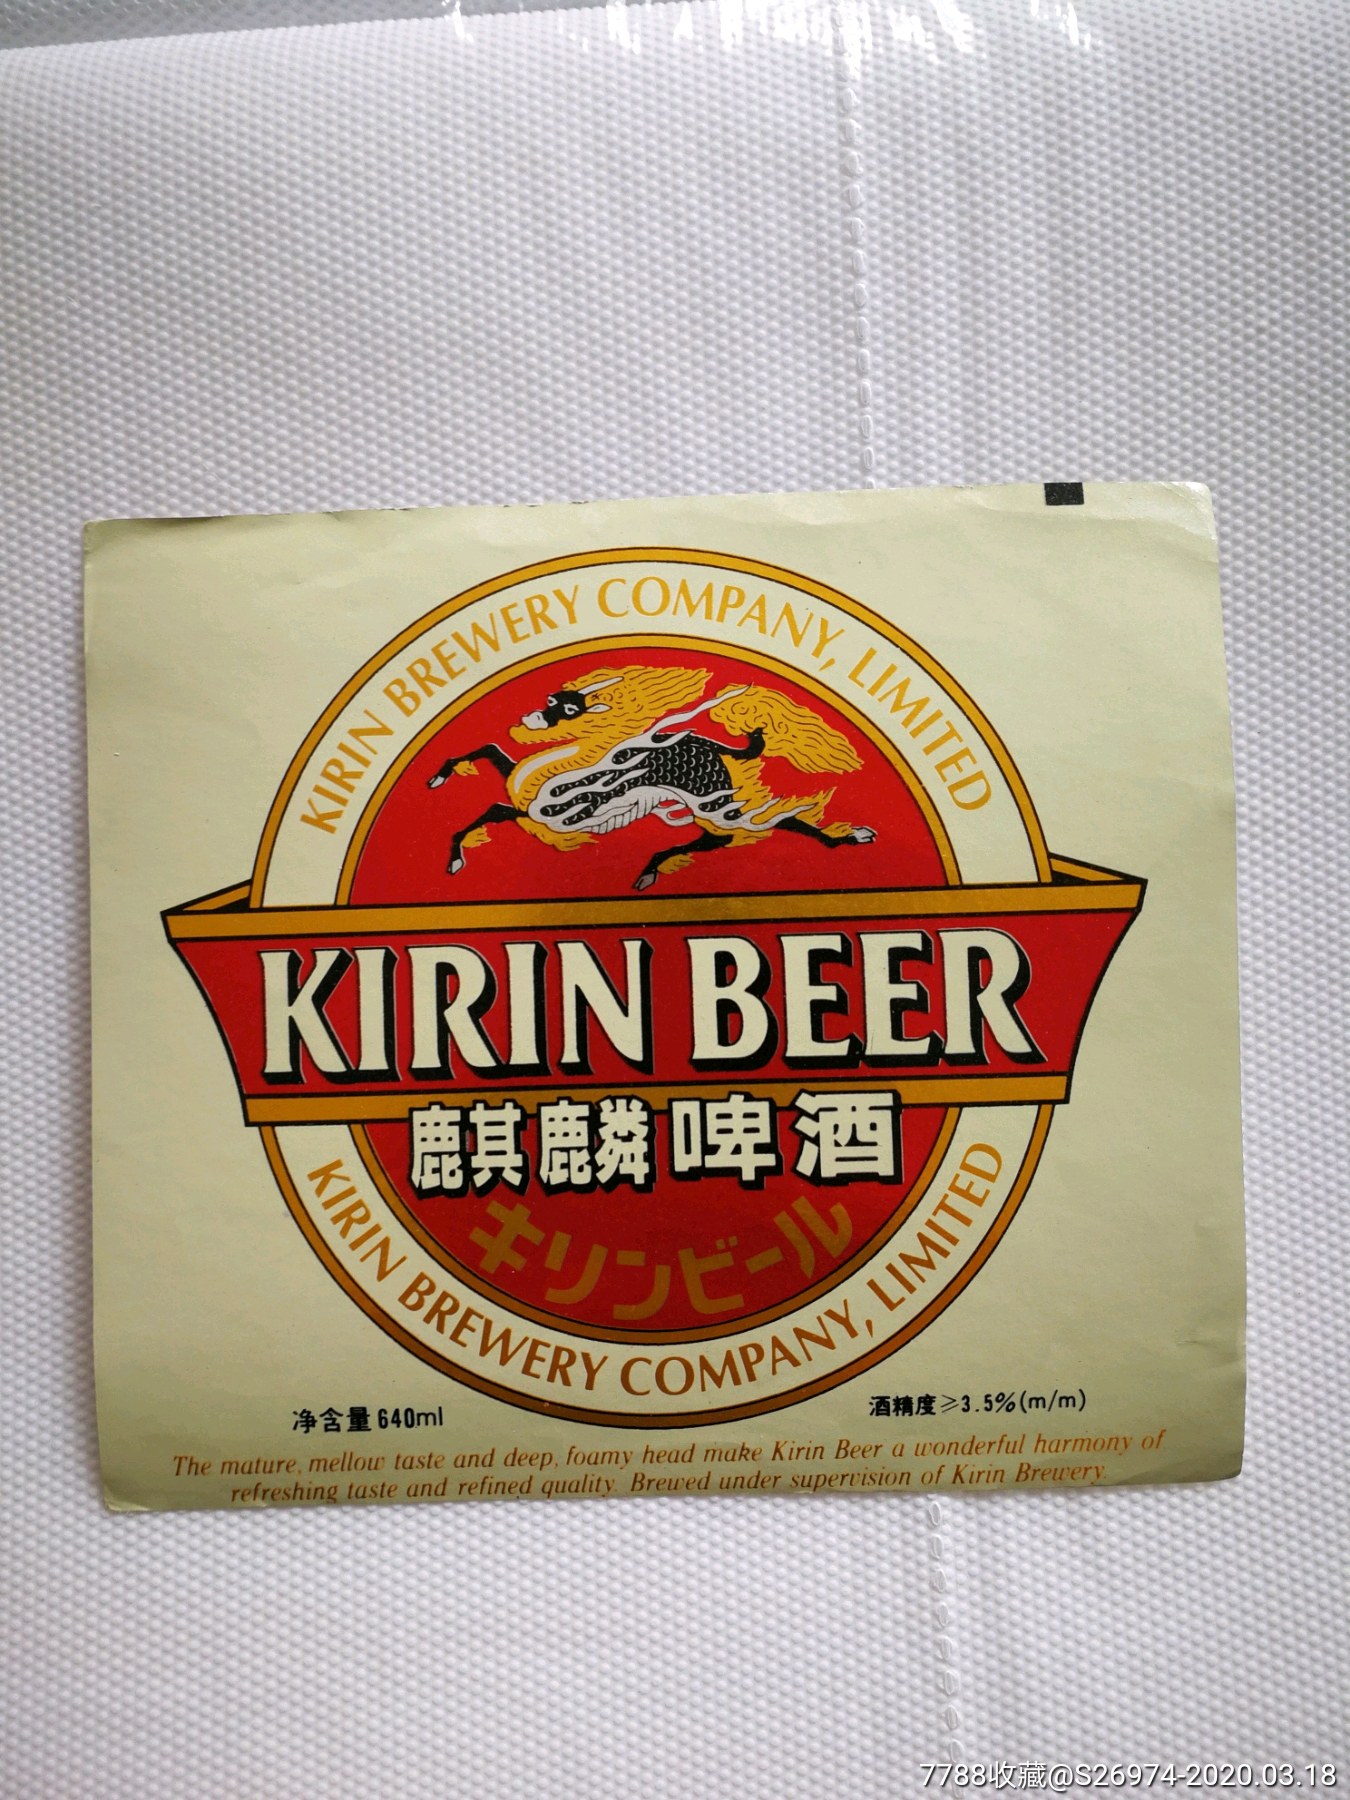 KIRIN BREWERY COMPANY, LIMITED
KIRIN BEER
麒麟啤酒
キリンビール
KIRIN BREWERY COMPANY, LIMITED
净含量640ml
酒精度≥3.5%(m/m)
The mature, mellow taste and deep, foamy head make Kirin Beer a wonderful harmony of
refreshing taste and refined quality. Brewed under supervision of Kirin Brewery.
7788收藏@S26974-2020.03.18